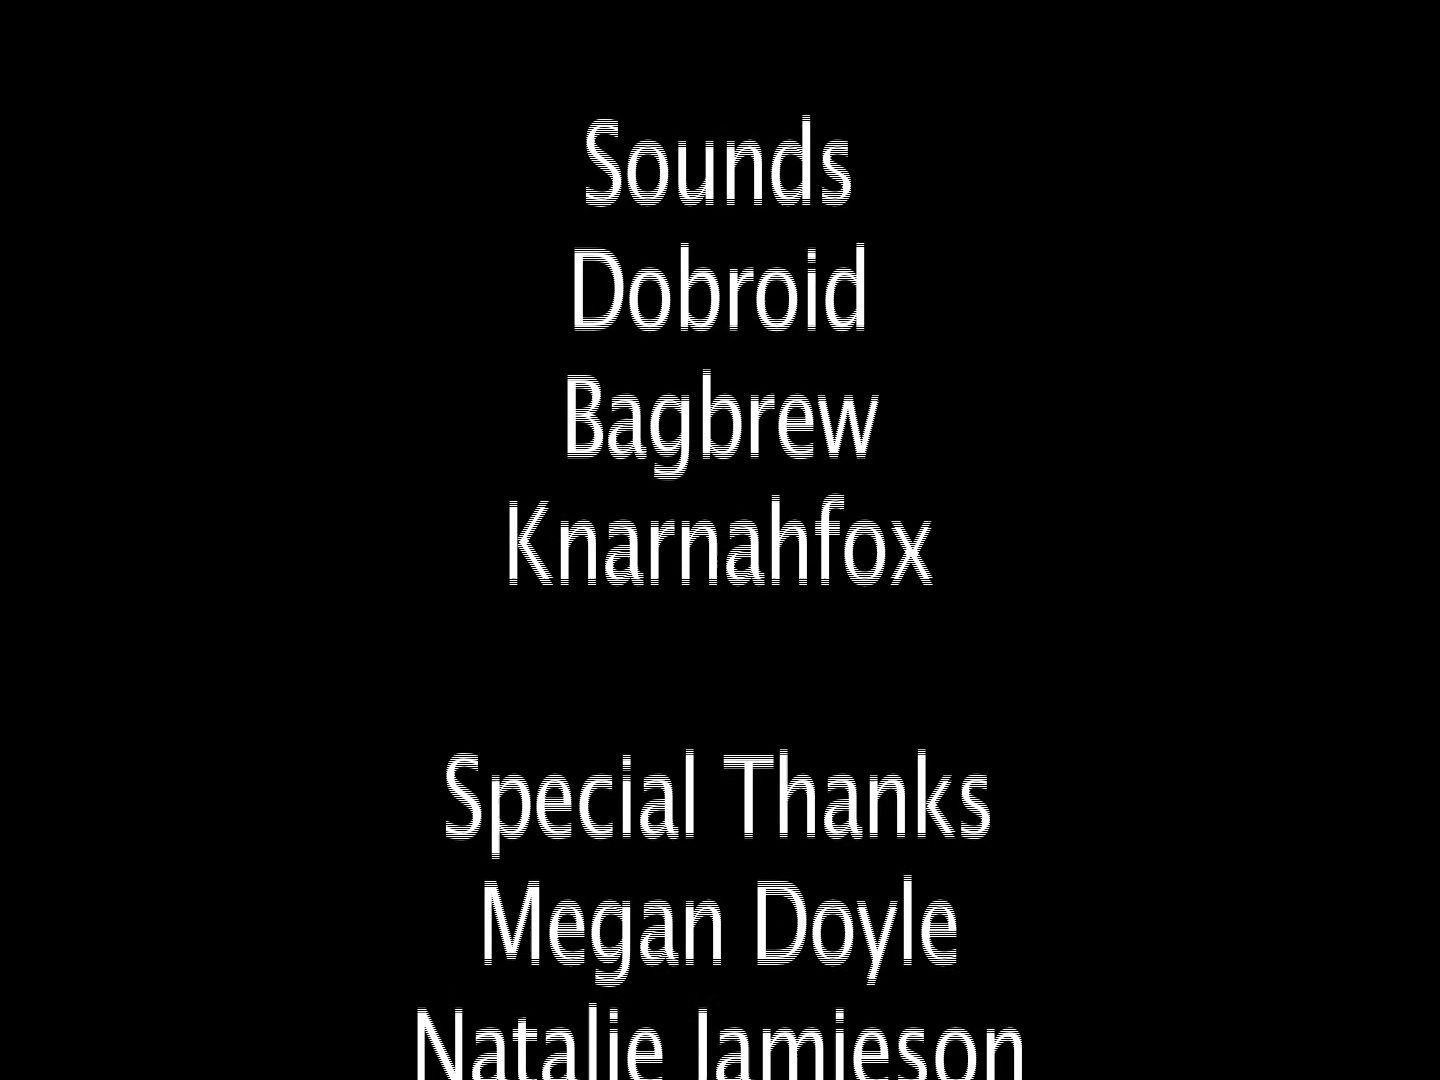 Sounds
Dobroid
Bagbrew
Knarnahfox
Special Thanks
Megan Doyle
Natalie Jamieson